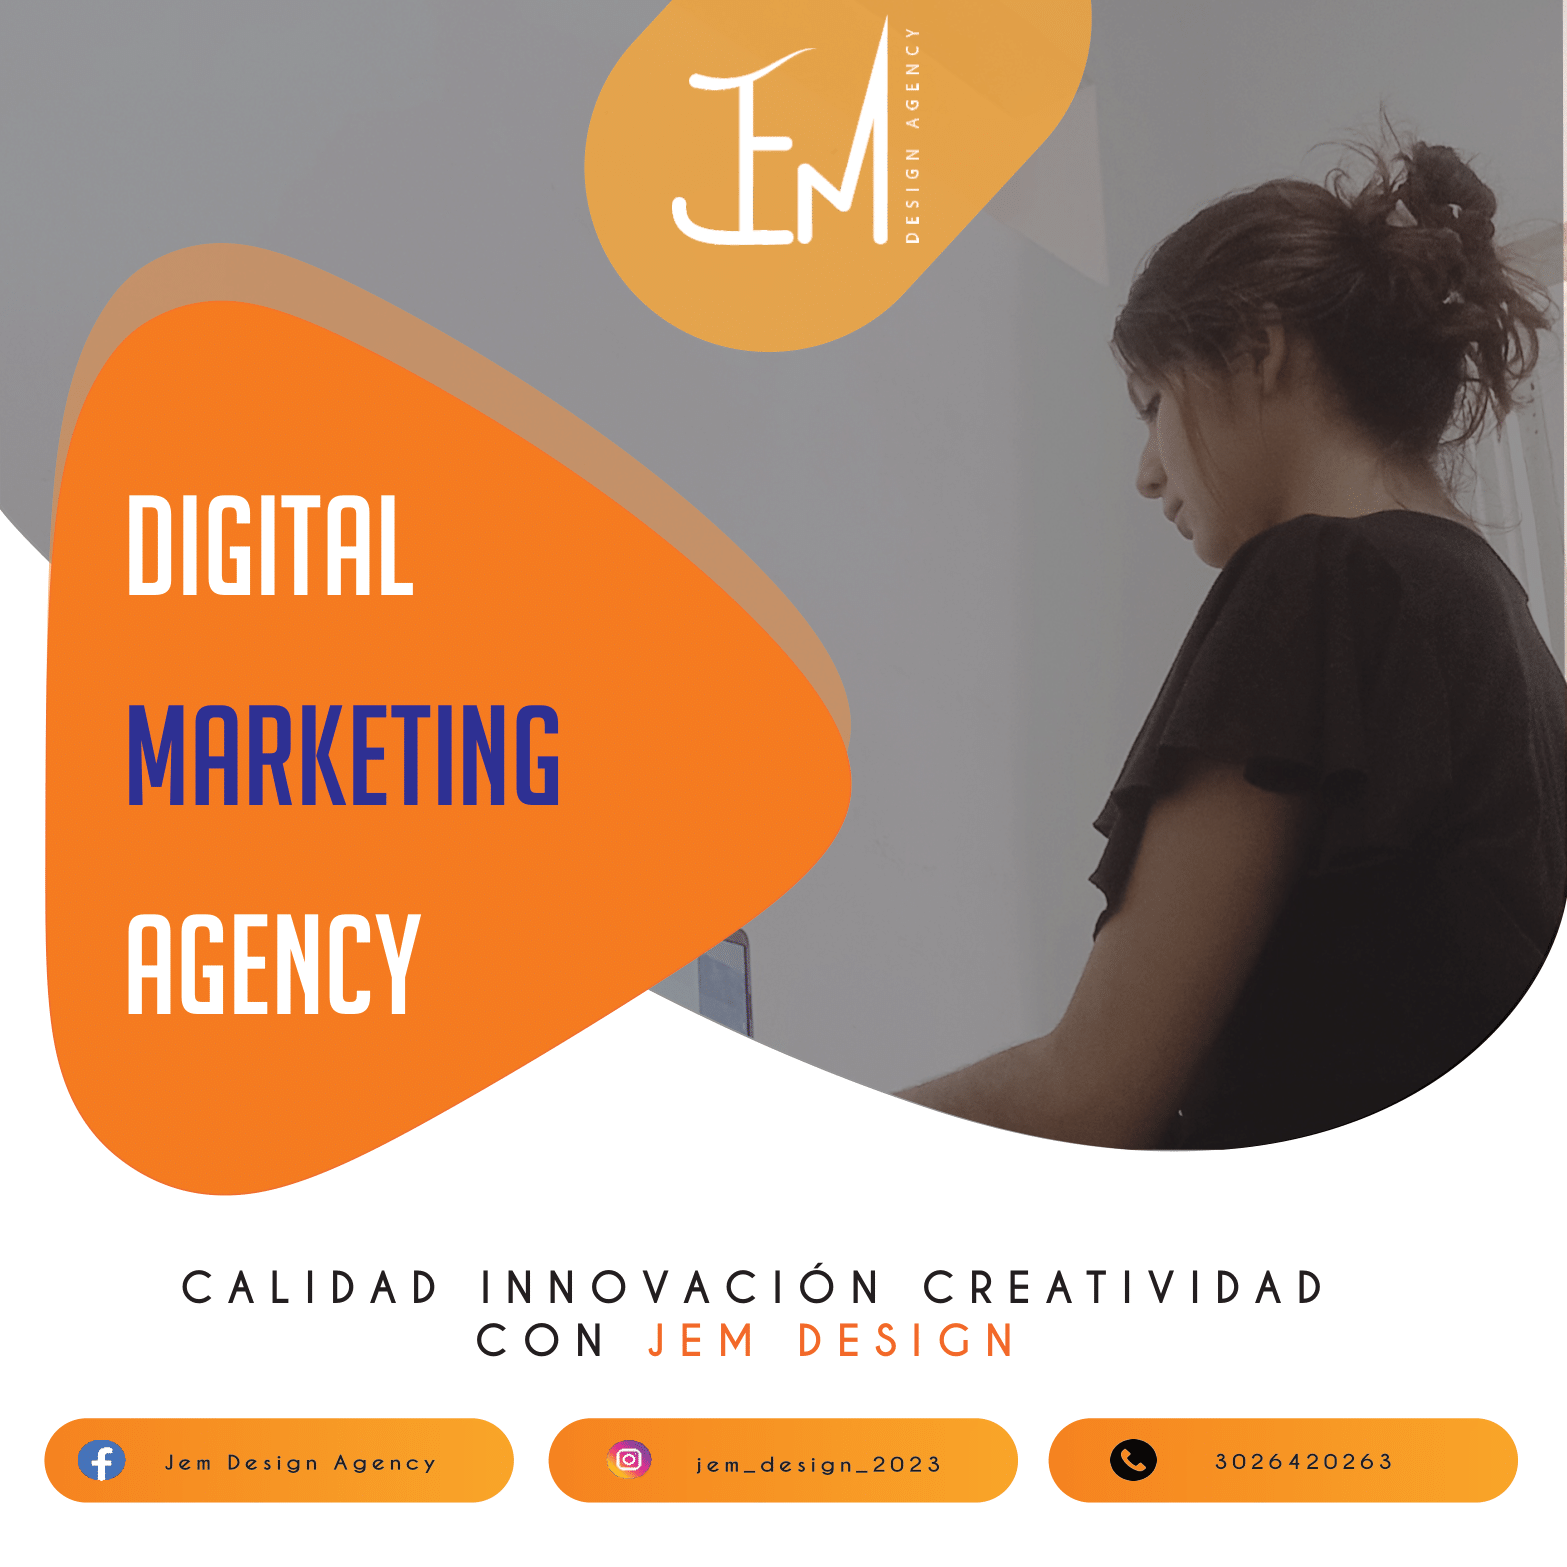 JEM
DESIGN AGENCY
DIGITAL
MARKETING
AGENCY
CALIDAD INNOVACIÓN CREATIVIDAD
CON JEM DESIGN
Jem Design Agency
jem_design_2023
3026420263